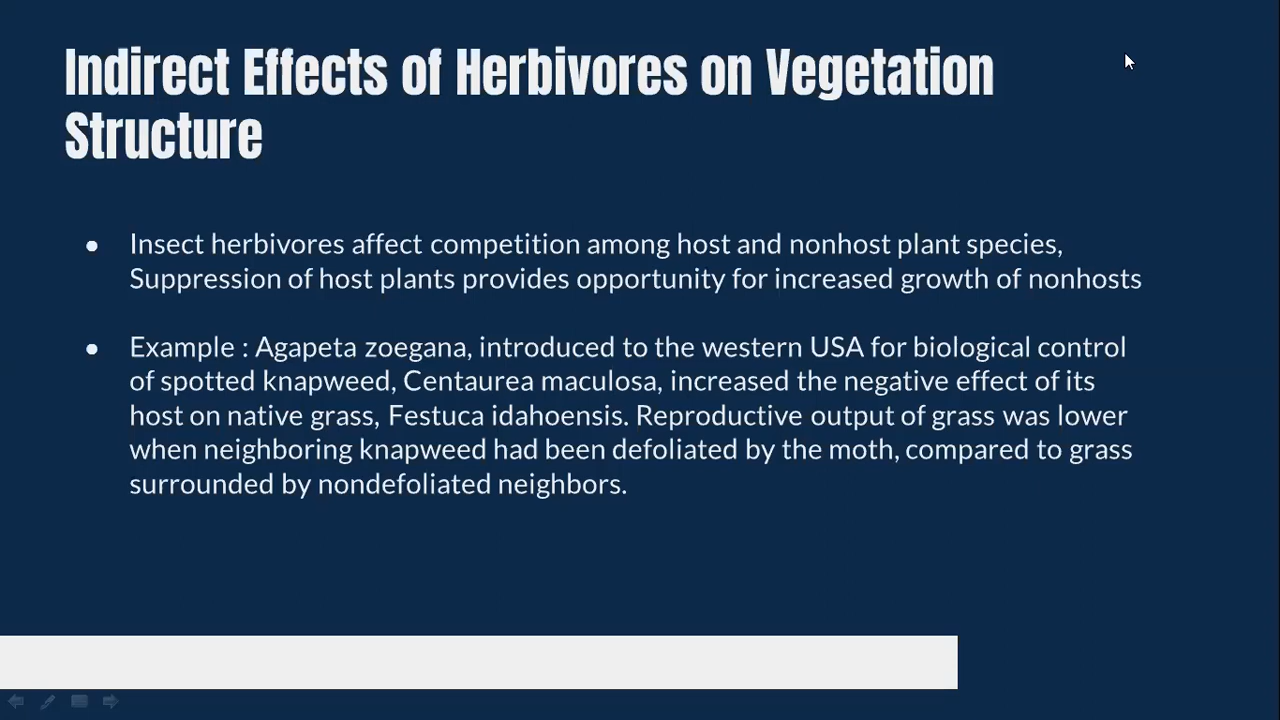 Indirect Effects of Herbivores on Vegetation
Structure
● Insect herbivores affect competition among host and nonhost plant species,
Suppression of host plants provides opportunity for increased growth of nonhosts
● Example : Agapeta zoegana, introduced to the western USA for biological control
of spotted knapweed, Centaurea maculosa, increased the negative effect of its
host on native grass, Festuca idahoensis. Reproductive output of grass was lower
when neighboring knapweed had been defoliated by the moth, compared to grass
surrounded by nondefoliated neighbors.